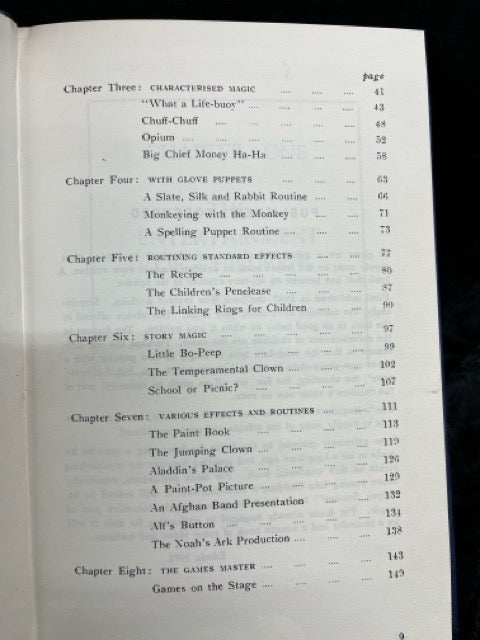 page
Chapter Three: CHARACTERISED MAGIC .... .... .... 41
"What a Life-buoy" .... .... .... .... 43
Chuff-Chuff .... .... .... .... 48
Opium .... .... .... .... .... 52
Big Chief Money Ha-Ha .... .... .... 58
Chapter Four: WITH GLOVE PUPPETS .... .... .... 63
A Slate, Silk and Rabbit Routine .... .... .... 66
Monkeying with the Monkey .... .... 71
A Spelling Puppet Routine .... .... .... 73
Chapter Five: ROUTINING STANDARD EFFECTS .... .... 77
The Recipe .... .... .... .... .... 80
The Children's Penelease .... .... .... 87
The Linking Rings for Children .... .... 90
Chapter Six: STORY MAGIC .... .... .... .... .... 97
Little Bo-Peep .... .... .... .... 99
The Temperamental Clown .... .... .... 102
School or Picnic? .... .... .... .... 107
Chapter Seven: VARIOUS EFFECTS AND ROUTINES .... .... 111
The Paint Book .... .... .... .... 113
The Jumping Clown .... .... .... .... 119
Aladdin's Palace .... .... .... .... 126
A Paint-Pot Picture .... .... .... .... 129
An Afghan Band Presentation .... .... 132
Alf's Button .... .... .... .... .... 134
The Noah's Ark Production .... .... .... 138
Chapter Eight: THE GAMES MASTER .... .... .... .... 143
Games on the Stage .... .... .... .... 149
9